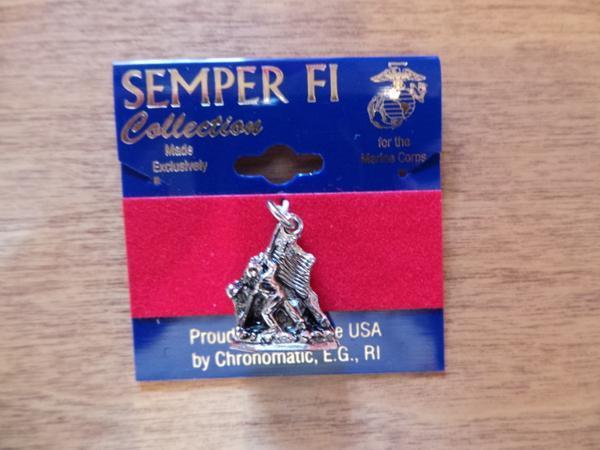 SEMPER FI
Collection
Made
Exclusively
for the
Marine Corps
Proud e USA
by Chronomatic, E.G., RI